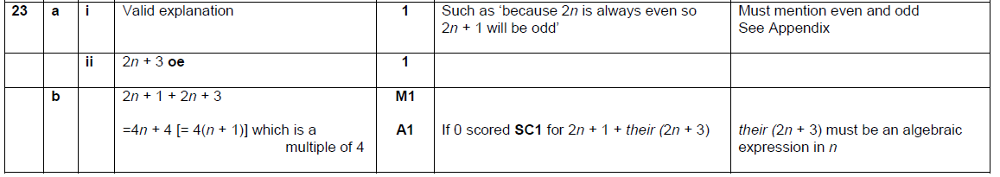 23 a i Valid explanation 1 Such as ‘because 2n is always even so Must mention even and odd
2n + 1 will be odd’ See Appendix
ii 2n + 3 oe 1
b 2n + 1 + 2n + 3 M1
=4n + 4 [= 4(n + 1)] which is a A1 If 0 scored SC1 for 2n + 1 + their (2n + 3) their (2n + 3) must be an algebraic
multiple of 4 expression in n